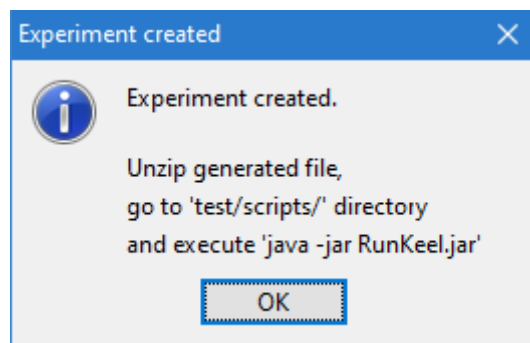 Experiment created
Experiment created.
Unzip generated file,
go to 'test/scripts/' directory
and execute 'java -jar RunKeel.jar'
OK